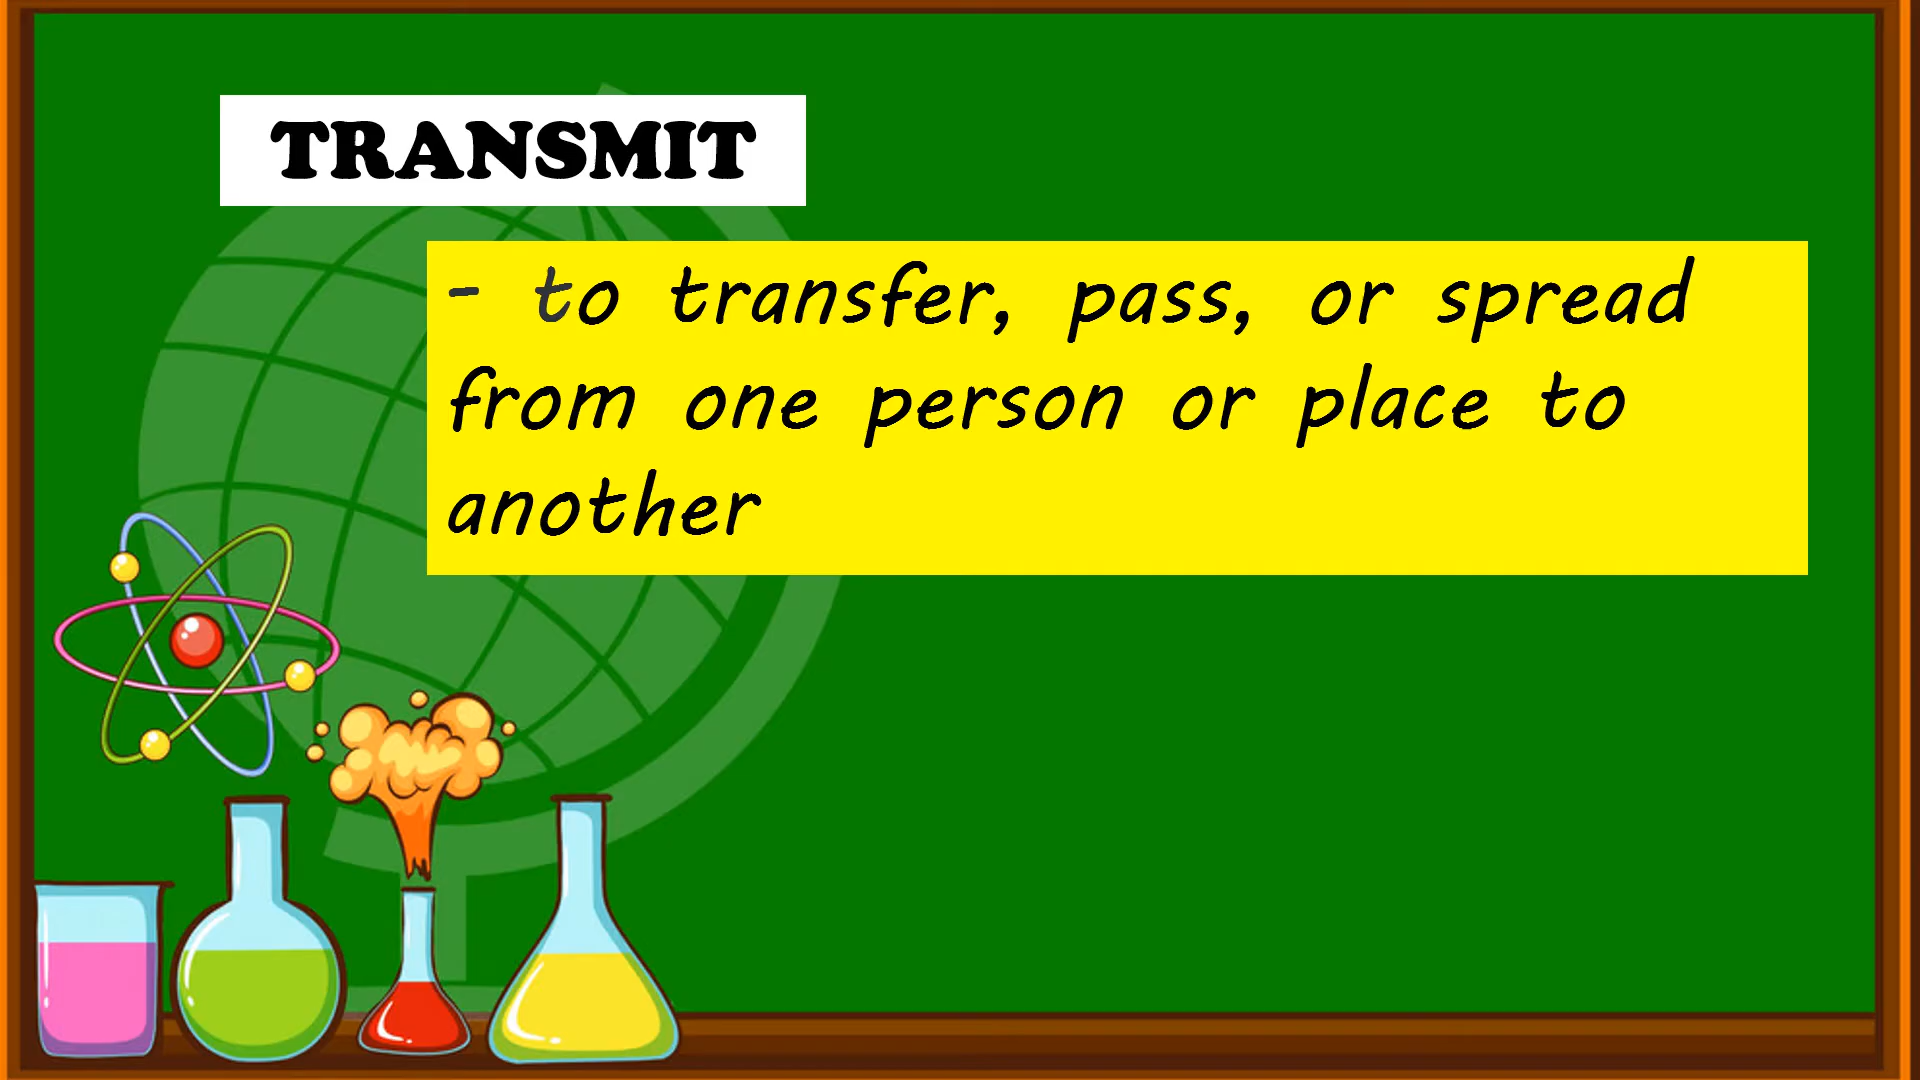 TRANSMIT
- to transfer, pass, or spread
from one person or place to
another